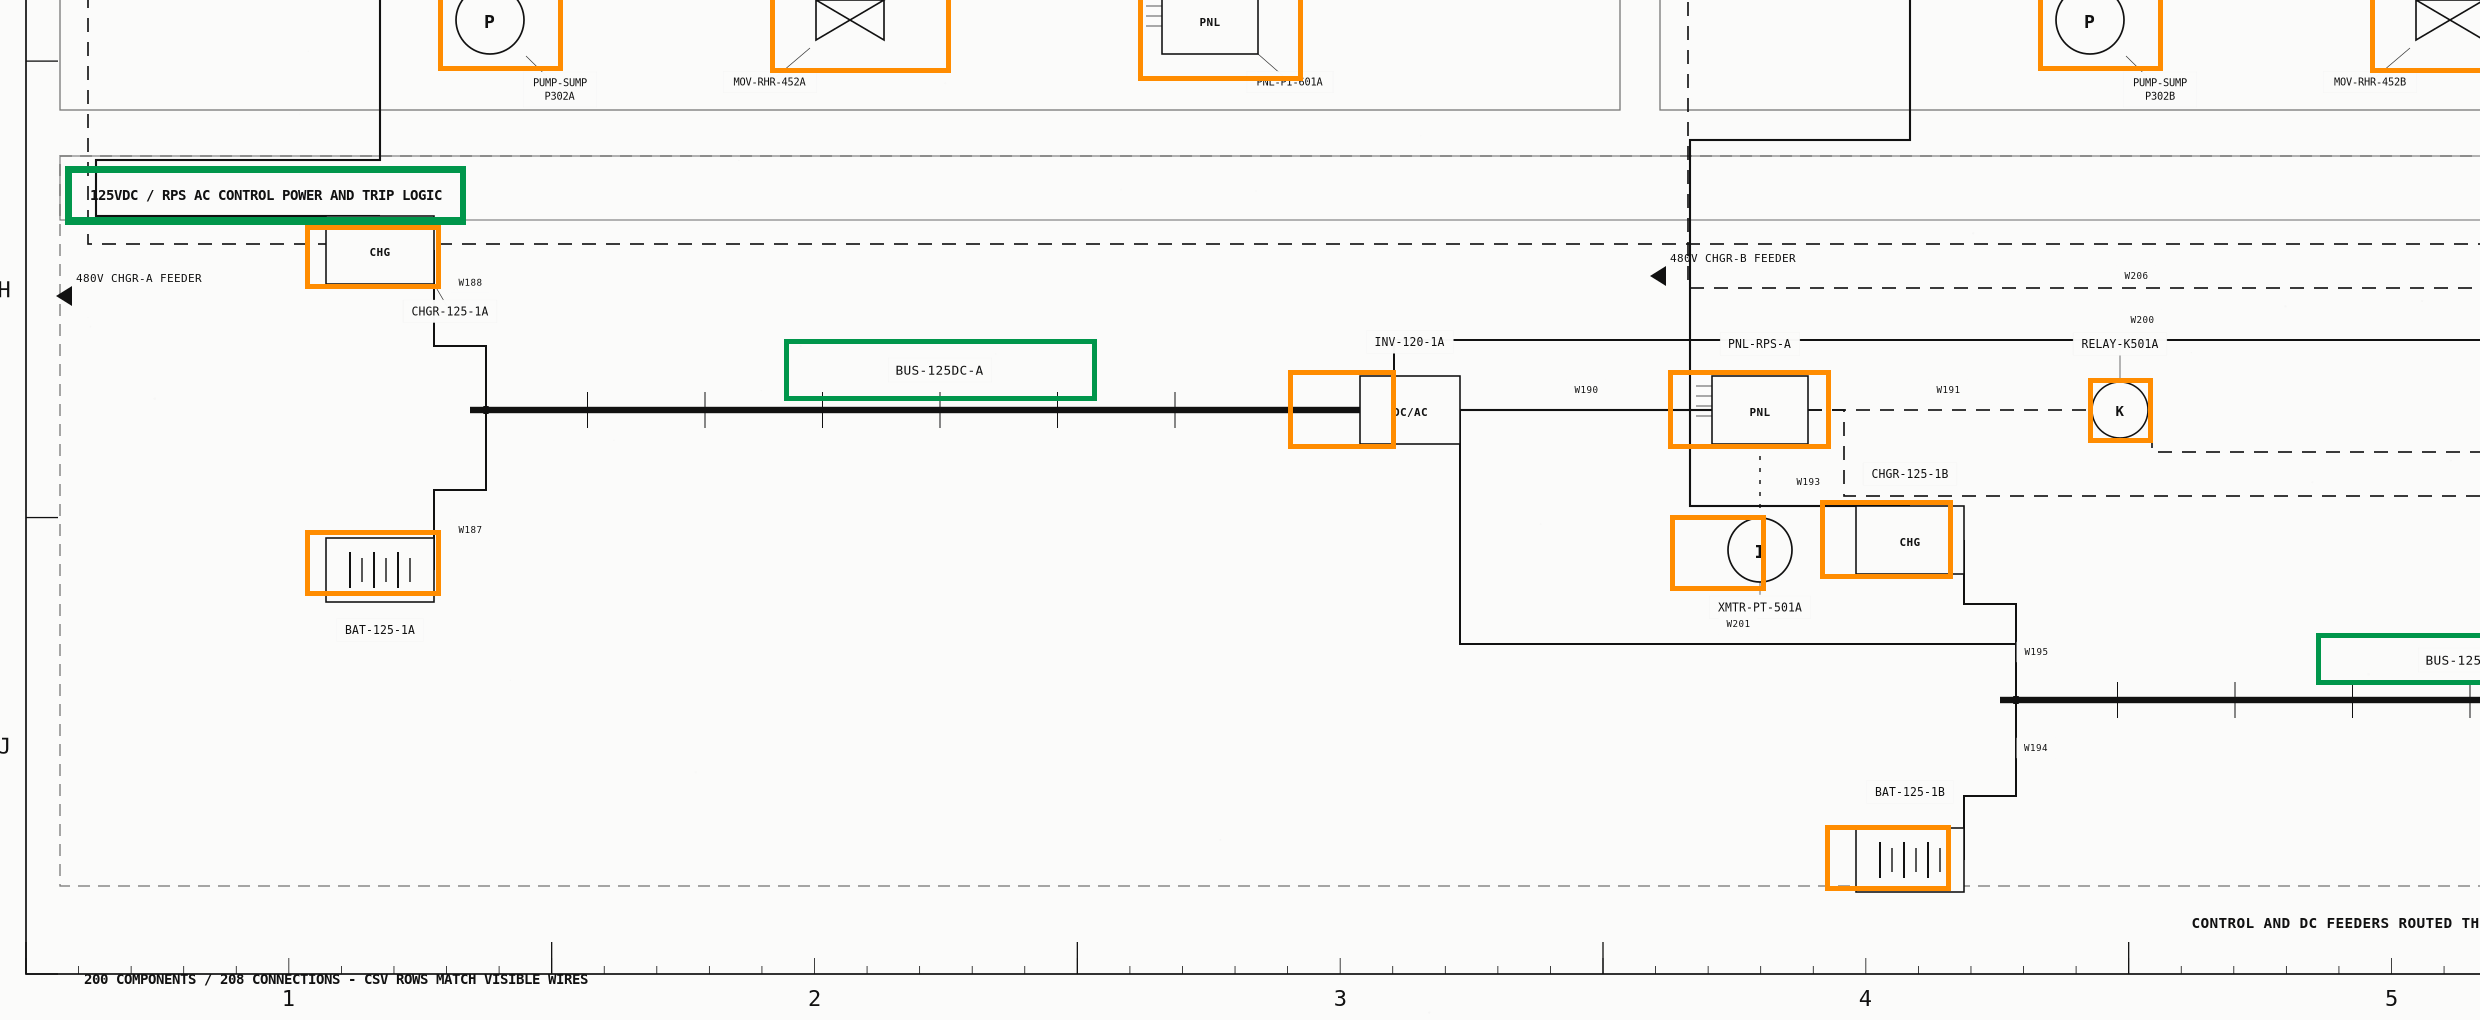 P
PNL
P
PUMP-SUMP
P302A
MOV-RHR-452A
PNL-PI-601A
PUMP-SUMP
P302B
MOV-RHR-452B
125VDC / RPS AC CONTROL POWER AND TRIP LOGIC
CHG
480V CHGR-A FEEDER
W188
CHGR-125-1A
480V CHGR-B FEEDER
W206
W200
H
BUS-125DC-A
INV-120-1A
PNL-RPS-A
RELAY-K501A
W190
W191
DC/AC
PNL
K
CHGR-125-1B
W193
W187
I
CHG
XMTR-PT-501A
W201
BAT-125-1A
W195
BUS-125
J
W194
BAT-125-1B
CONTROL AND DC FEEDERS ROUTED TH
200 COMPONENTS / 208 CONNECTIONS - CSV ROWS MATCH VISIBLE WIRES
1 2 3 4 5